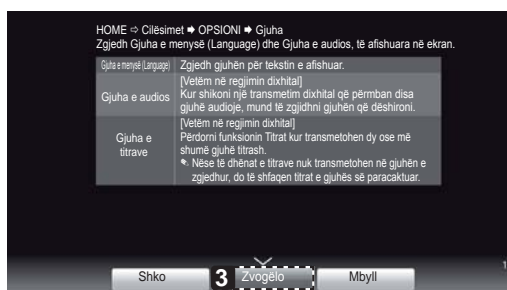 HOME ⇨ Cilësimet ➡ OPSIONI ➡ Gjuha
Zgjedh Gjuha e menysë (Language) dhe Gjuha e audios, të afishuara në ekran.
Gjuha e menysë (Language)
Zgjedh gjuhën për tekstin e afishuar.
Gjuha e audios
[Vetëm në regjimin dixhital]
Kur shikoni një transmetim dixhital që përmban disa
gjuhë audioje, mund të zgjidhni gjuhën që dëshironi.
Gjuha e
titrave
[Vetëm në regjimin dixhital]
Përdorni funksionin Titrat kur transmetohen dy ose më
shumë gjuhë titrash.
Nëse të dhënat e titrave nuk transmetohen në gjuhën e
zgjedhur, do të shfaqen titrat e gjuhës së paracaktuar.
Shko
3
Zvogëlo
Mbyll
1